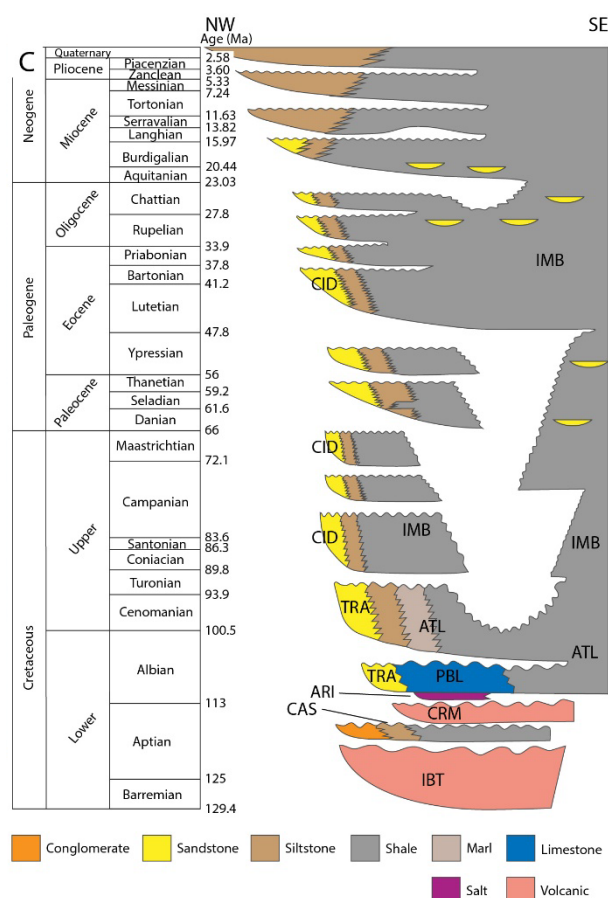 NW
SE
Age (Ma)
C
Quaternary
2.58
Neogene
Pliocene
Piacenzian
3.60
Zanclean
5.33
Miocene
Messinian
7.24
Tortonian
11.63
Serravalian
13.82
Langhian
15.97
Burdigalian
20.44
Aquitanian
23.03
Paleogene
Oligocene
Chattian
27.8
Rupelian
33.9
Eocene
Priabonian
37.8
Bartonian
41.2
Lutetian
47.8
Ypressian
56
Paleocene
Thanetian
59.2
Seladian
61.6
Danian
66
Cretaceous
Upper
Maastrichtian
72.1
Campanian
83.6
Santonian
86.3
Coniacian
89.8
Turonian
93.9
Cenomanian
100.5
Lower
Albian
113
Aptian
125
Barremian
129.4
IMB
CID
CID
IMB
CID
IMB
TRA
ATL
ATL
TRA
PBL
ARI
CAS
CRM
IBT
Conglomerate
Sandstone
Siltstone
Shale
Marl
Limestone
Salt
Volcanic